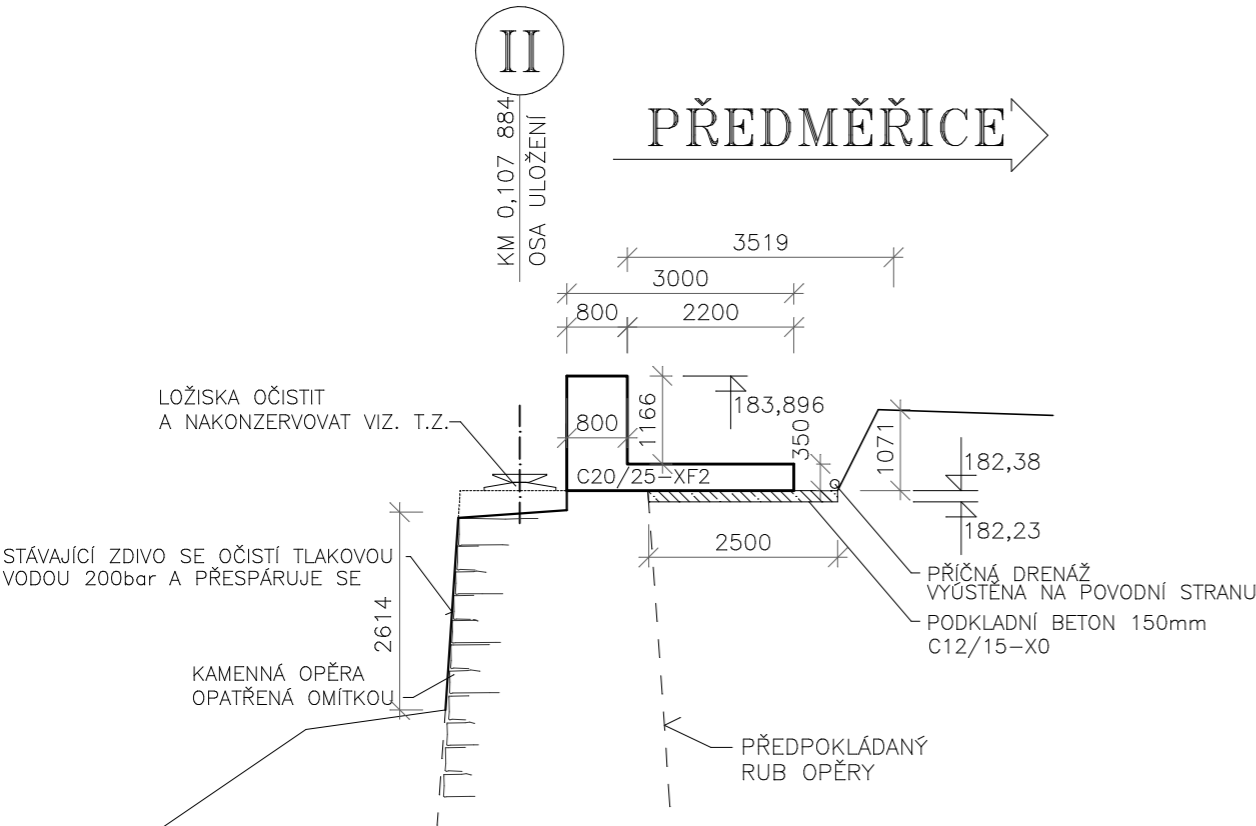 II
KM 0,107 884
OSA ULOŽENÍ
PŘEDMĚŘICE
3519
3000
800
2200
LOŽISKA OČISTIT
A NAKONZERVOVAT VIZ. T.Z.
800
1166
183,896
350
1071
C20/25-XF2
182,38
182,23
2500
STÁVAJÍCÍ ZDIVO SE OČISTÍ TLAKOVOU
VODOU 200bar A PŘESPÁRUJE SE
2614
PŘÍČNÁ DRENÁŽ
VYÚSTĚNA NA POVODNÍ STRANU
PODKLADNÍ BETON 150mm
C12/15-X0
KAMENNÁ OPĚRA
OPATŘENÁ OMÍTKOU
PŘEDPOKLÁDANÝ
RUB OPĚRY